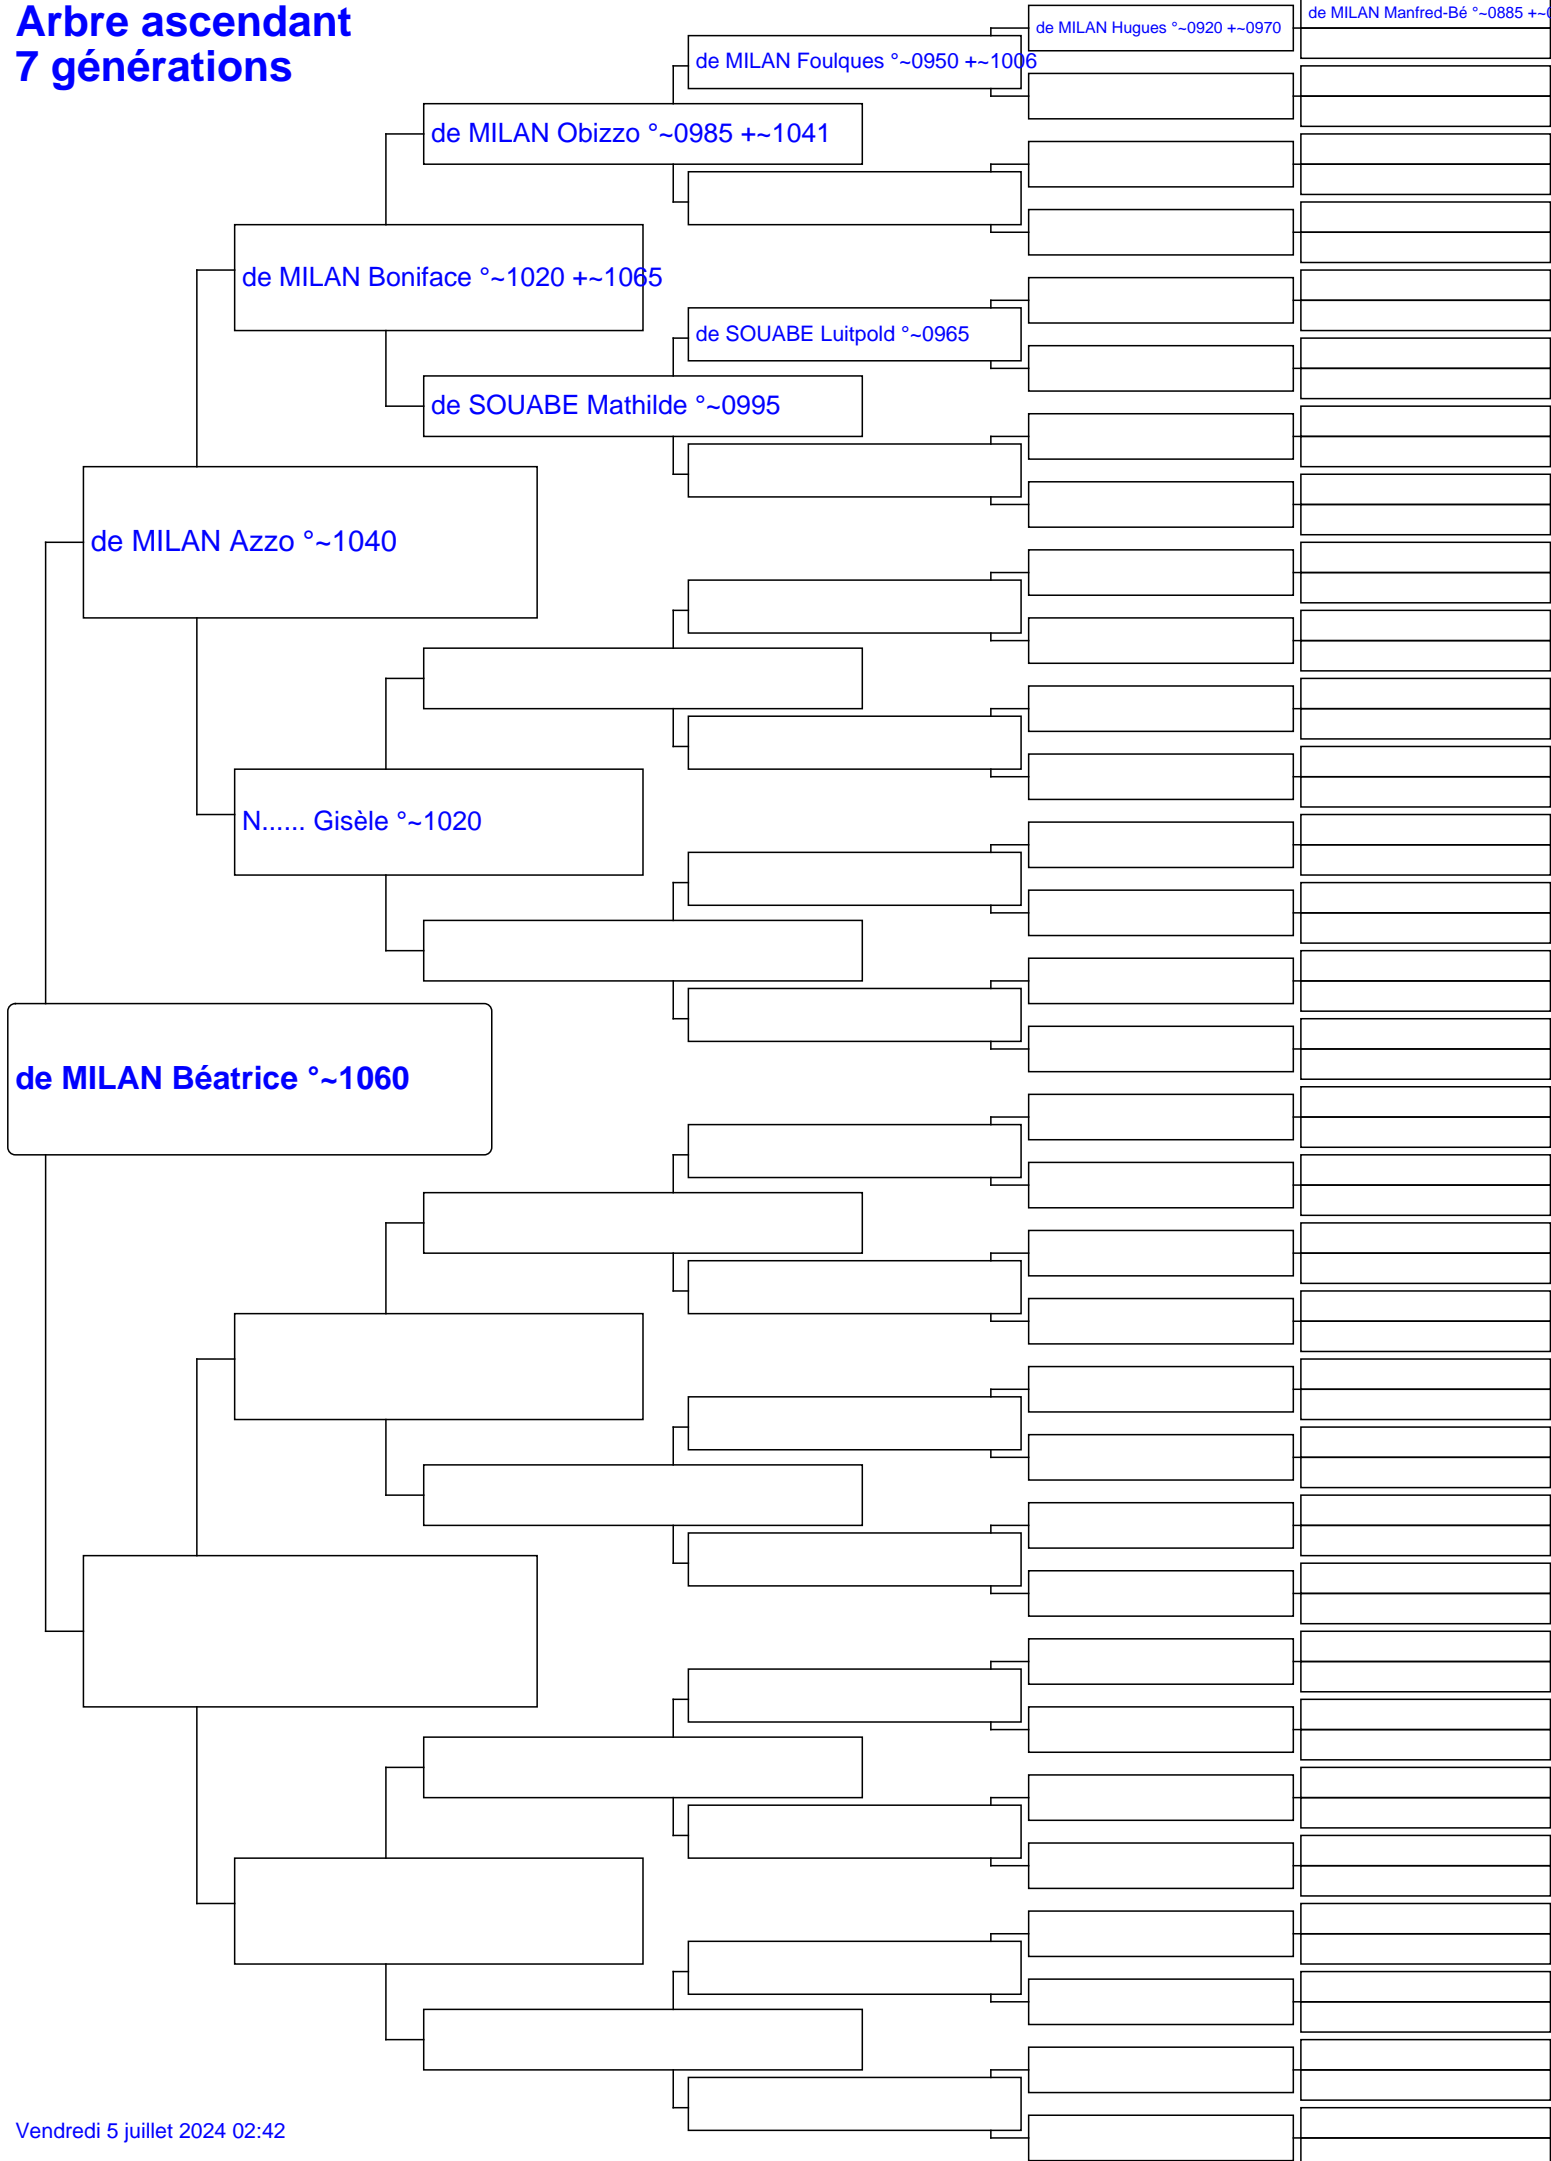 Arbre ascendant
7 générations
de MILAN Manfred-Bé °~0885 +~0
de MILAN Hugues °~0920 +~0970
de MILAN Foulques °~0950 +~1006
de MILAN Obizzo °~0985 +~1041
de MILAN Boniface °~1020 +~1065
de SOUABE Luitpold °~0965
de SOUABE Mathilde °~0995
de MILAN Azzo °~1040
N...... Gisèle °~1020
de MILAN Béatrice °~1060
Vendredi 5 juillet 2024 02:42